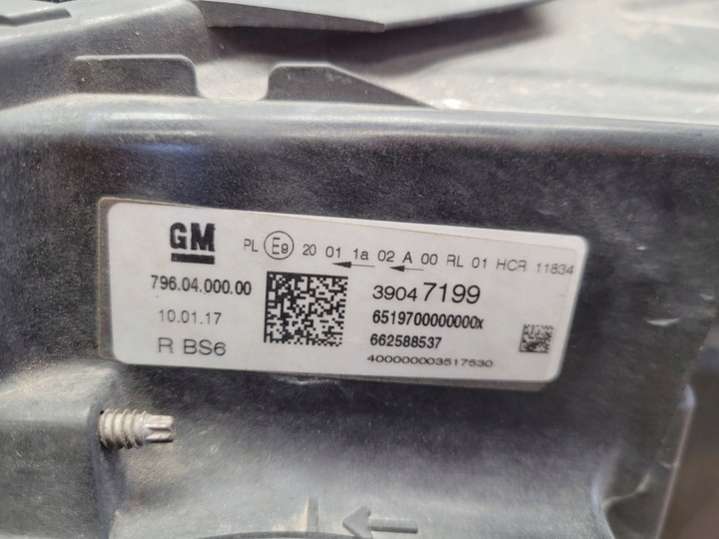 GM
PL E9 20 01 1a 02 A 00 RL 01 HCR 11834
796.04.000.00
39047199
10.01.17
6519700000000x
R BS6
662588537
400000003517530